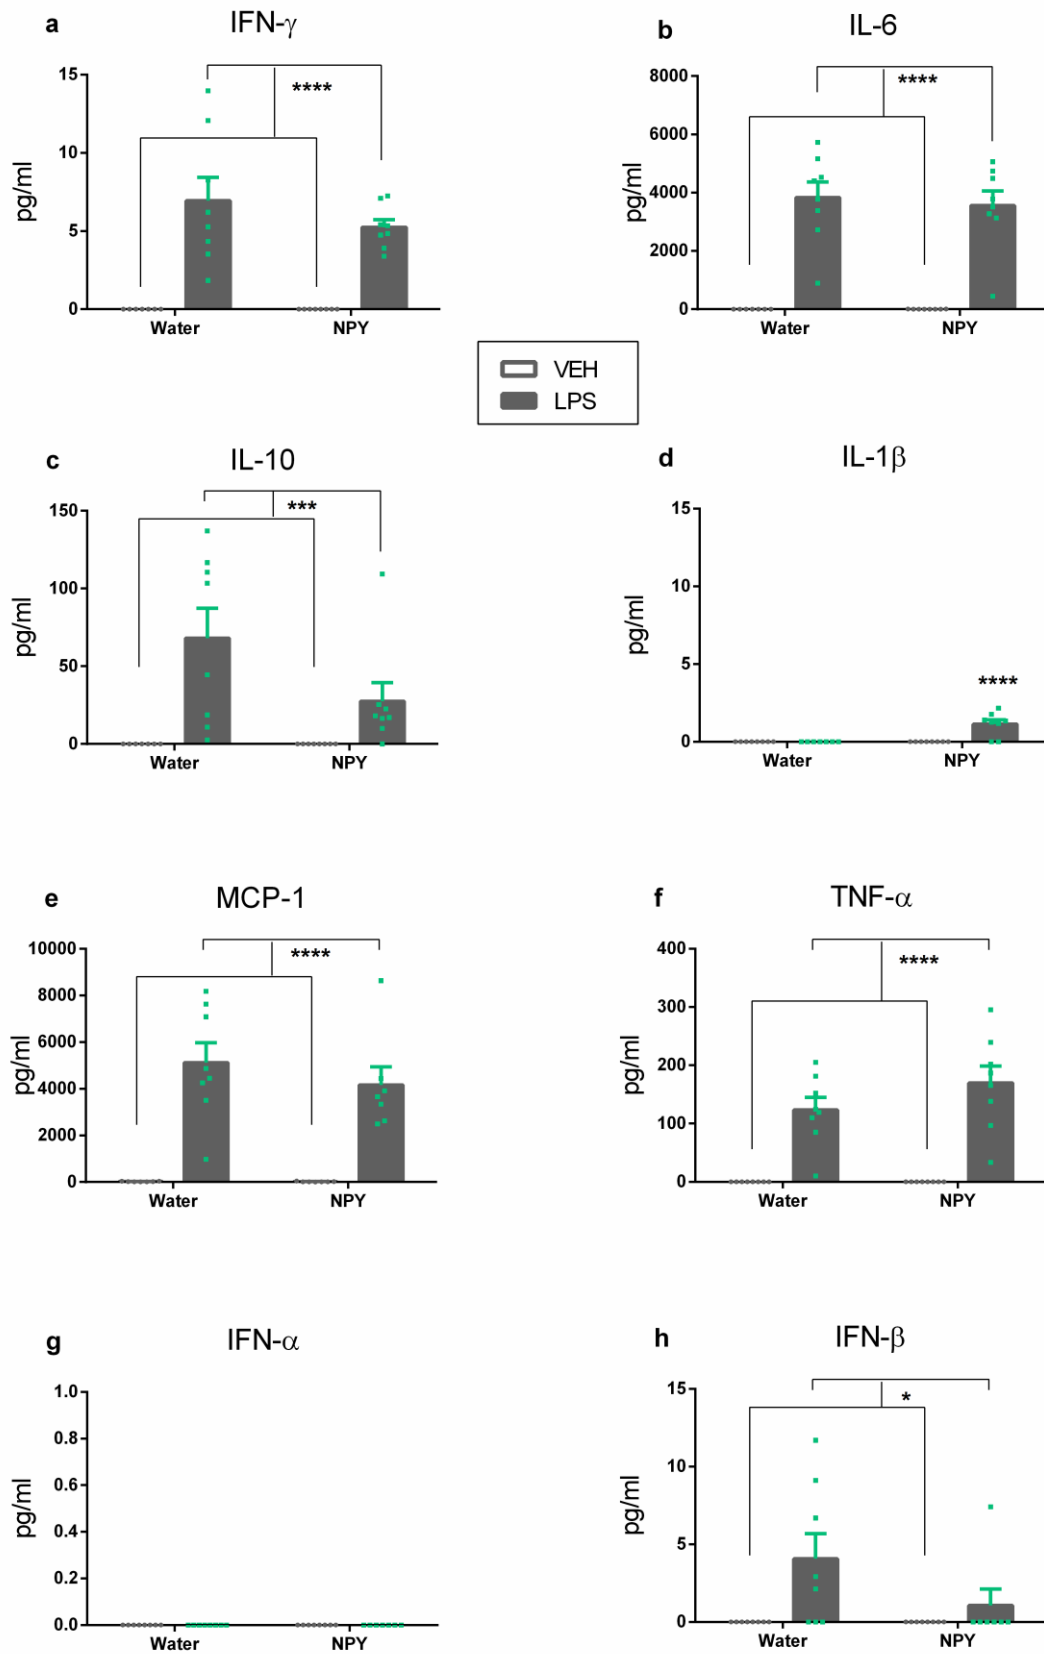 a IFN-γ
15
****
10
pg/ml
5
0
Water NPY
b IL-6
8000
****
6000
pg/ml
4000
2000
0
Water NPY
VEH
LPS
c IL-10
150
***
100
pg/ml
50
0
Water NPY
d IL-1β
15
10
pg/ml
5
****
0
Water NPY
e MCP-1
10000
****
8000
6000
pg/ml
4000
2000
0
Water NPY
f TNF-α
400
****
300
pg/ml
200
100
0
Water NPY
g IFN-α
1.0
0.8
0.6
pg/ml
0.4
0.2
0.0
Water NPY
h IFN-β
15
*
10
pg/ml
5
0
Water NPY